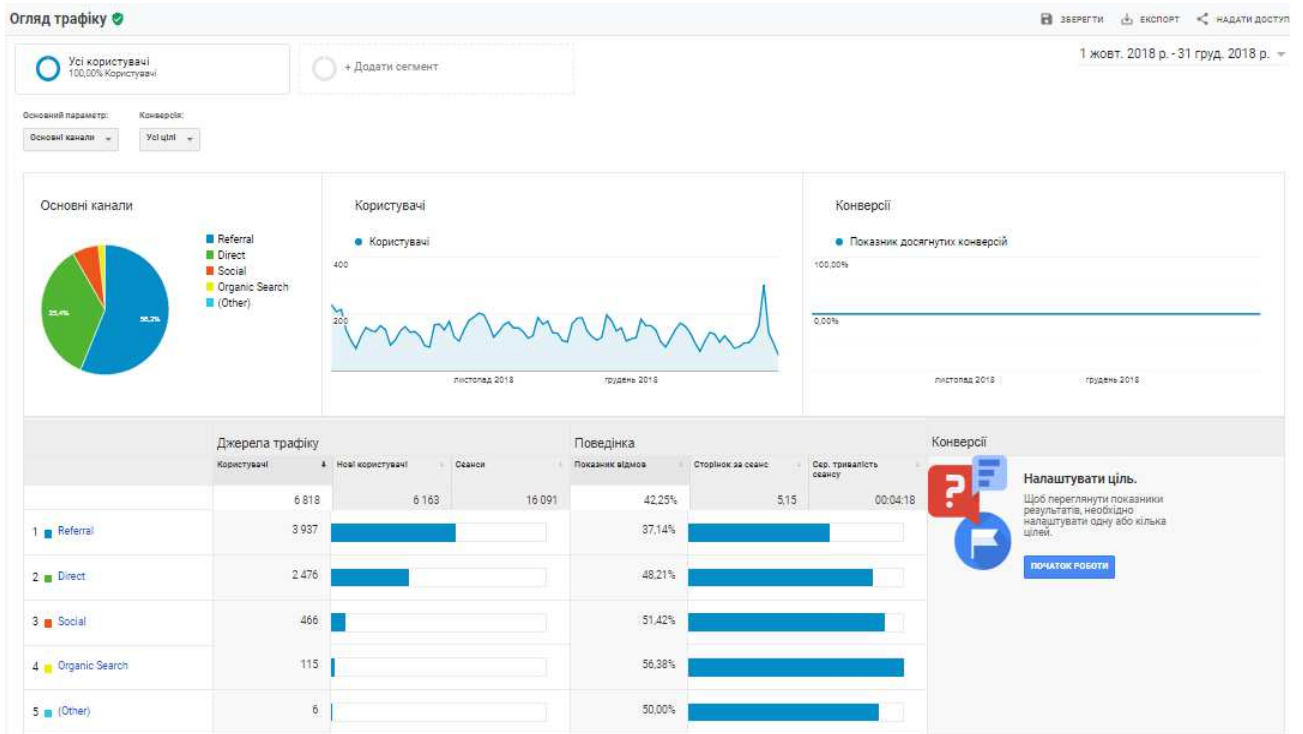 Огляд трафіку
ЗБЕРЕГТИ ЕКСПОРТ НАДАТИ ДОСТУП
1 жовт. 2018 р. - 31 груд. 2018 р.
Усі користувачі
100,00% Користувачі
+ Додати сегмент
Основний параметр: Конверсія:
Основні канали Усі цілі
Основні канали
Referral
Direct
Social
Organic Search
(Other)
56,2%
Користувачі
Користувачі
400
200
листопад 2018 грудень 2018
Конверсії
Показник досягнутих конверсій
100,00%
0,00%
листопад 2018 грудень 2018
Джерела трафіку Поведінка Конверсії
Користувачі Нові користувачі Сеанси Показник відмов Сторінок за сеанс Сер. тривалість сеансу
6 818 6 163 16 091 42,25% 5,15 00:04:18
1 Referral 3 937 37,14%
2 Direct 2 476 48,21%
3 Social 466 51,42%
4 Organic Search 115 56,38%
5 (Other) 6 50,00%
Налаштувати ціль.
Щоб переглянути показники
результатів, необхідно
налаштувати одну або кілька
цілей.
ПОЧАТОК РОБОТИ